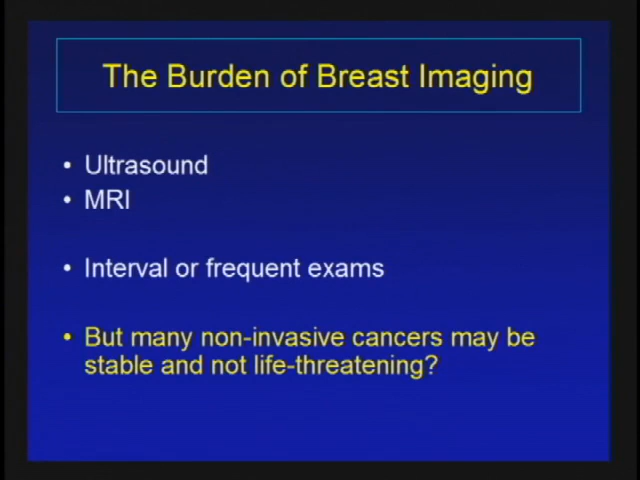 The Burden of Breast Imaging
• Ultrasound
• MRI
• Interval or frequent exams
• But many non-invasive cancers may be
stable and not life-threatening?